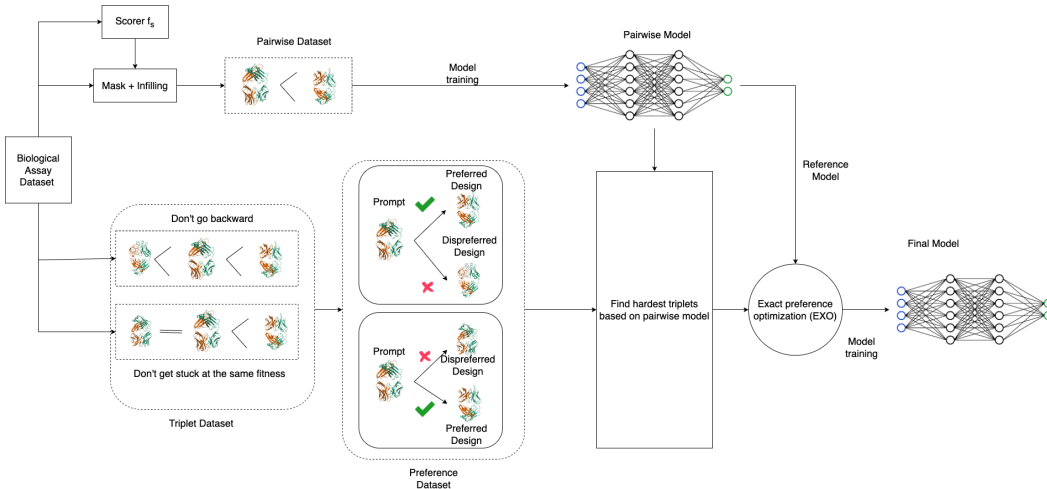 Scorer fs
Mask + Infilling
Pairwise Dataset
Model
training
Pairwise Model
Biological
Assay
Dataset
Reference
Model
Don't go backward
Don't get stuck at the same fitness
Triplet Dataset
Prompt
Preferred
Design
Dispreferred
Design
Prompt
Dispreferred
Design
Preferred
Design
Preference
Dataset
Find hardest triplets
based on pairwise model
Exact preference
optimization (EXO)
Model
training
Final Model